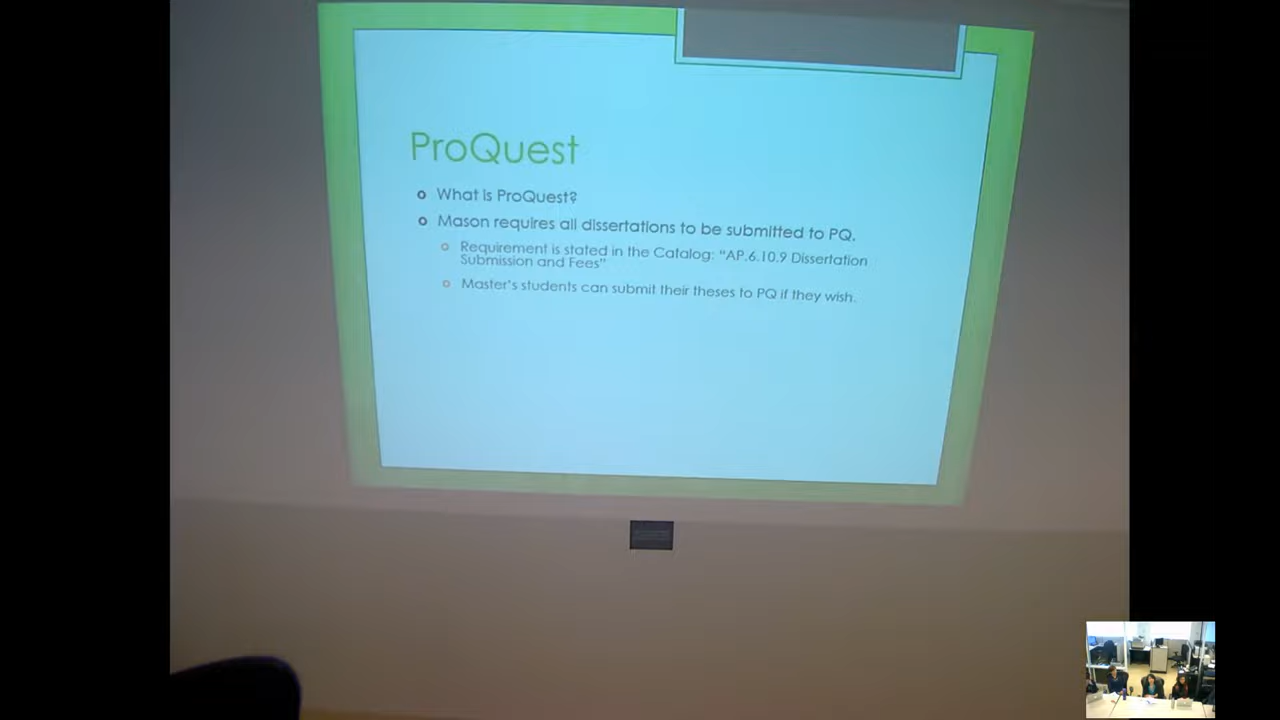 ProQuest
What is ProQuest?
Mason requires all dissertations to be submitted to PQ.
Requirement is stated in the Catalog: “AP.6.10.9 Dissertation
Submission and Fees”
Master’s students can submit their theses to PQ if they wish.